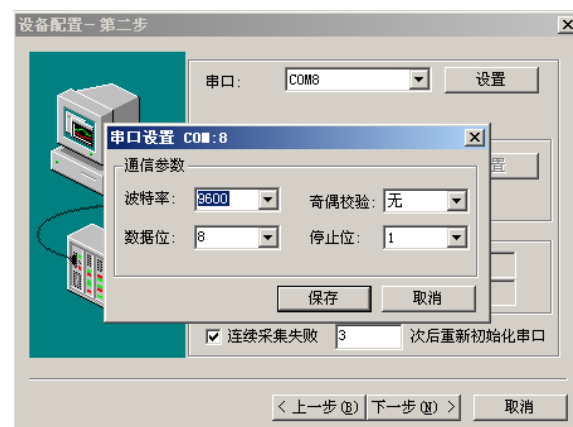 设备配置－第二步
串口: COM8 设置
串口设置 COM:8
通信参数
波特率: 9600 奇偶校验: 无
置
数据位: 8 停止位: 1
保存 取消
连续采集失败 3 次后重新初始化串口
< 上一步(B) 下一步(N) > 取消